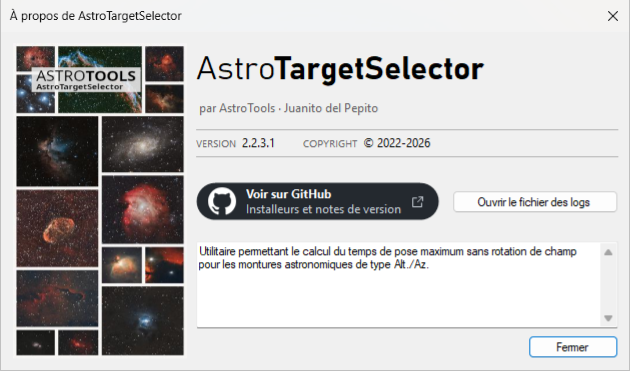 À propos de AstroTargetSelector
ASTROTOOLS
AstroTargetSelector
AstroTargetSelector
par AstroTools · Juanito del Pepito
VERSION 2.2.3.1 COPYRIGHT © 2022-2026
Voir sur GitHub
Installeurs et notes de version
Ouvrir le fichier des logs
Utilitaire permettant le calcul du temps de pose maximum sans rotation de champ
pour les montures astronomiques de type Alt./Az.
Fermer